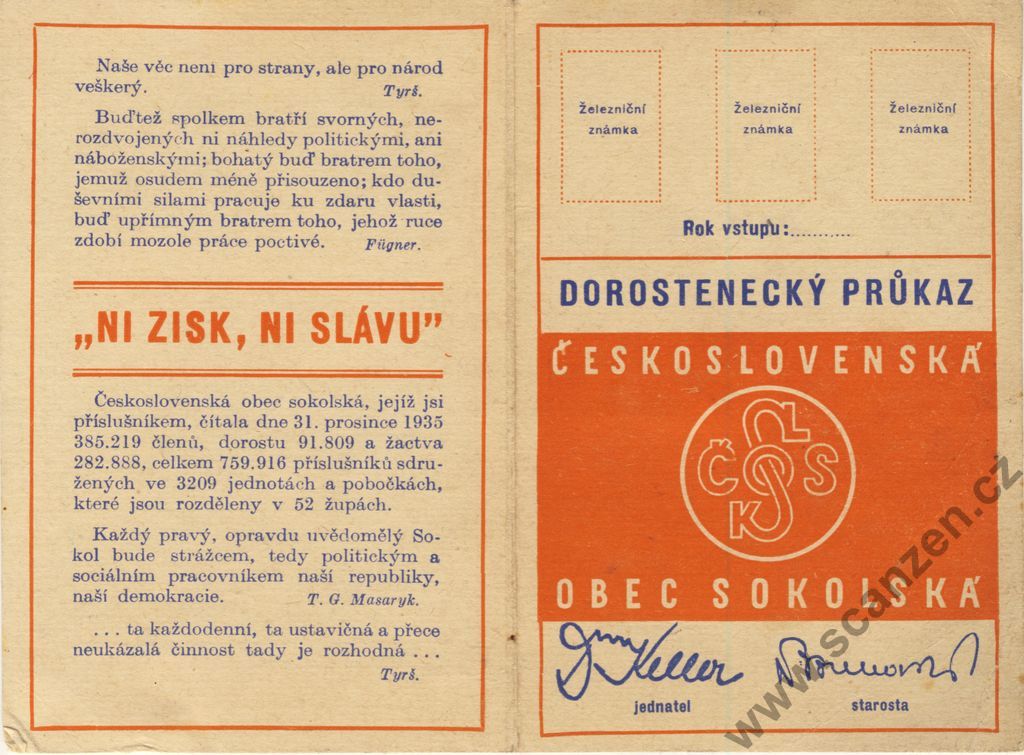 Naše věc není pro strany, ale pro národ
veškerý.
Tyrš.
Buďtež spolkem bratří svorných, ne-
rozdvojených ni náhledy politickými, ani
náboženskými; bohatý buď bratrem toho,
jemuž osudem méně přisouzeno; kdo du-
ševními silami pracuje ku zdaru vlasti,
buď upřímným bratrem toho, jehož ruce
zdobí mozole práce poctivé.
Fügner.
„NI ZISK, NI SLÁVU”
Československá obec sokolská, jejíž jsi
příslušníkem, čítala dne 31. prosince 1935
385.219 členů, dorostu 91.809 a žactva
282.888, celkem 759.916 příslušníků sdru-
žených ve 3209 jednotách a pobočkách,
které jsou rozděleny v 52 župách.
Každý pravý, opravdu uvědomělý So-
kol bude strážcem, tedy politickým a
sociálním pracovníkem naší republiky,
naší demokracie.
T. G. Masaryk.
... ta každodenní, ta ustavičná a přece
neukázalá činnost tady je rozhodná ...
Tyrš.
Železniční
známka
Železniční
známka
Železniční
známka
Rok vstupu:..........
DOROSTENECKÝ PRŮKAZ
ČESKOSLOVENSKÁ
ČOS
OBEC SOKOLSKÁ
Keller
jednatel
starosta
www.scanzen.cz